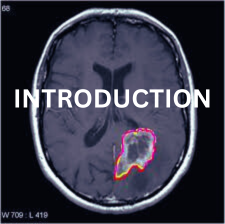 68
INTRODUCTION
W 709 : L 419